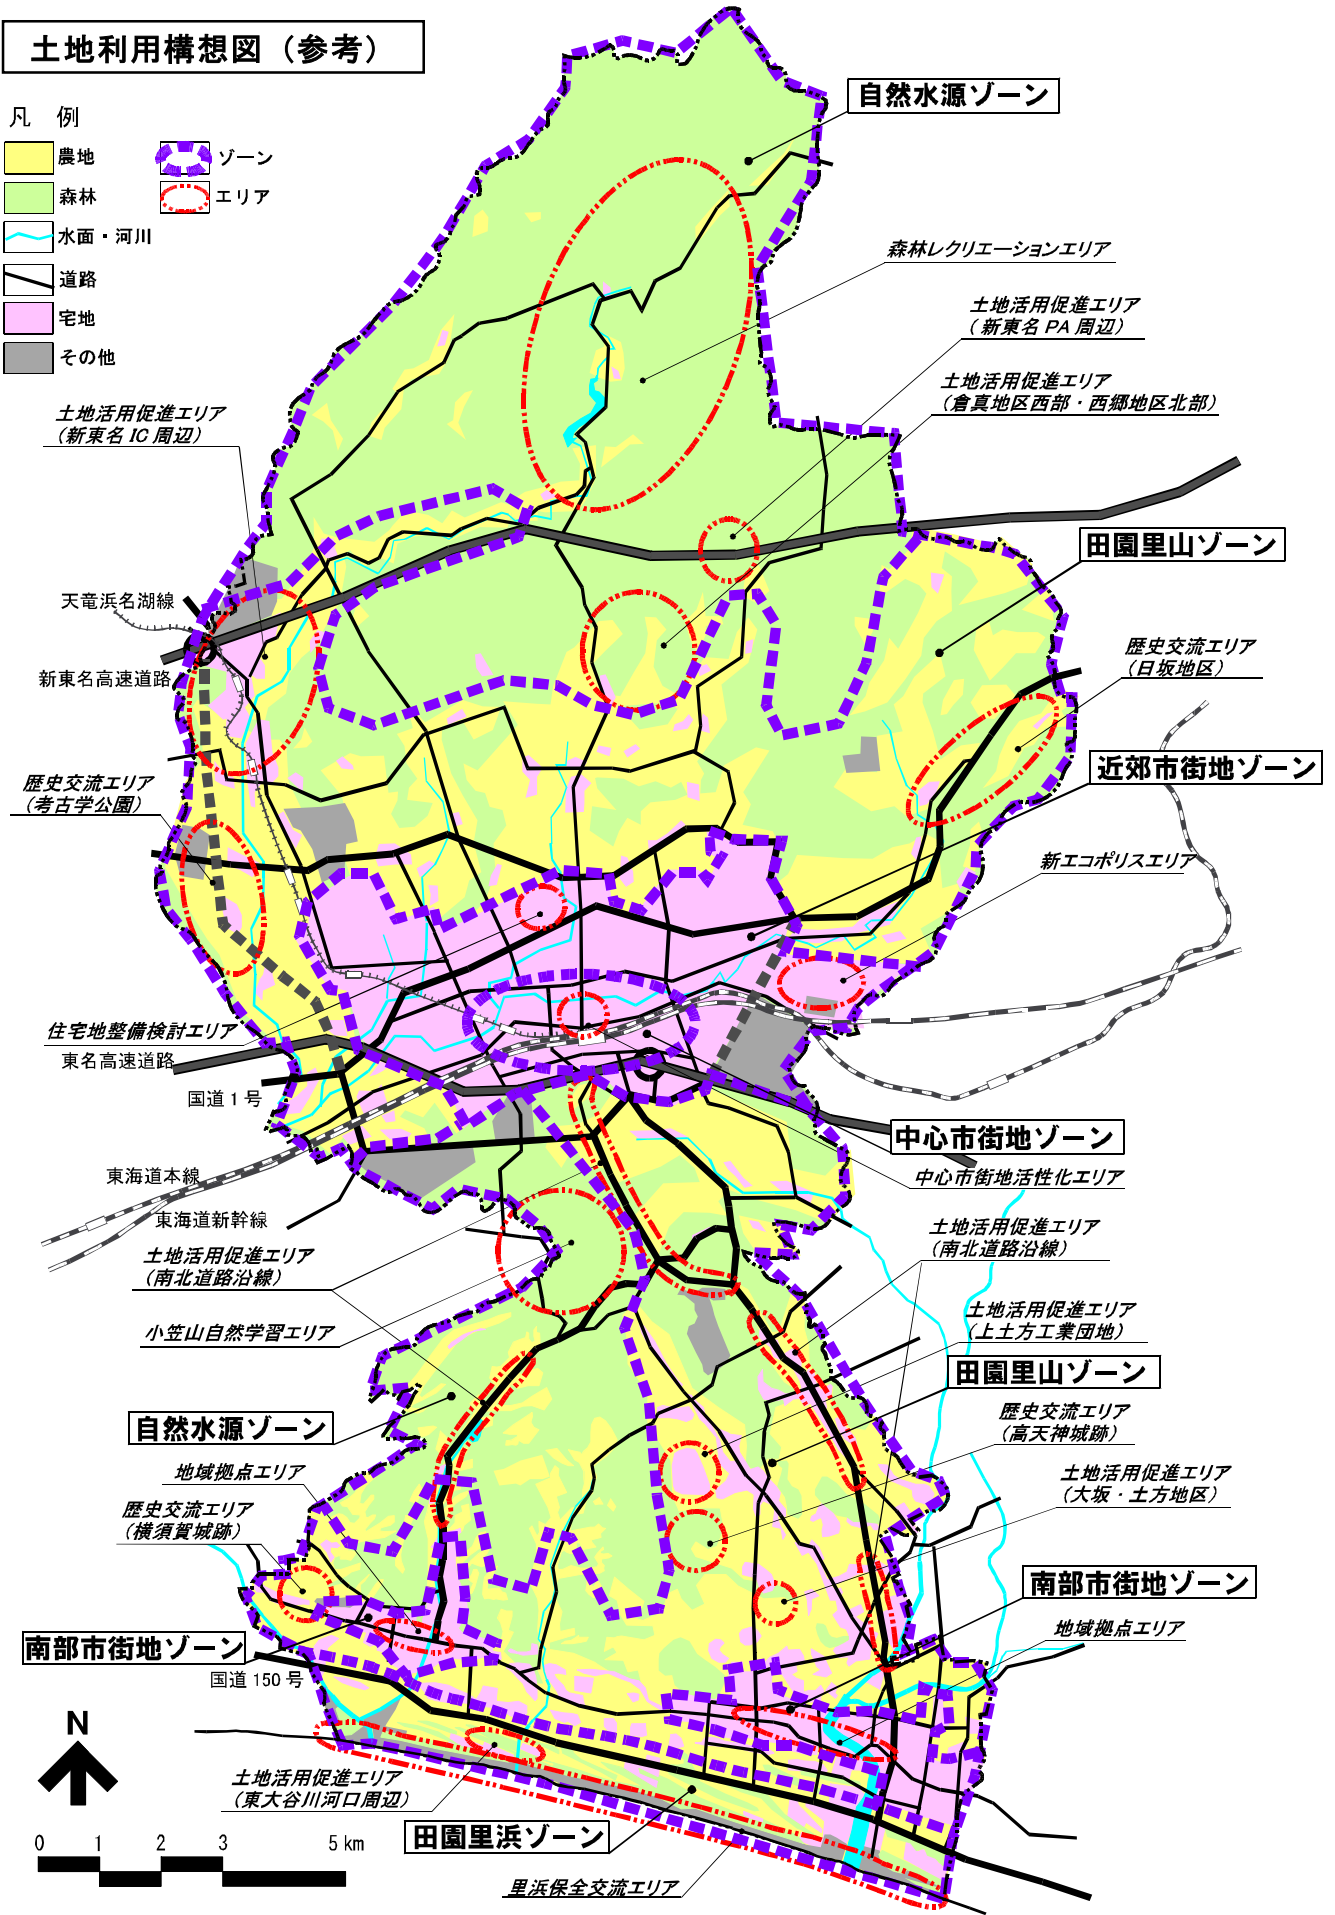 土地利用構想図（参考）
凡　例
農地
ゾーン
森林
エリア
水面・河川
道路
宅地
その他
自然水源ゾーン
森林レクリエーションエリア
土地活用促進エリア
（新東名 PA 周辺）
土地活用促進エリア
（倉真地区西部・西郷地区北部）
土地活用促進エリア
（新東名 IC 周辺）
田園里山ゾーン
天竜浜名湖線
新東名高速道路
歴史交流エリア
（日坂地区）
近郊市街地ゾーン
歴史交流エリア
（考古学公園）
新エコポリスエリア
住宅地整備検討エリア
東名高速道路
国道 1 号
中心市街地ゾーン
東海道本線
中心市街地活性化エリア
東海道新幹線
土地活用促進エリア
（南北道路沿線）
土地活用促進エリア
（南北道路沿線）
小笠山自然学習エリア
土地活用促進エリア
（上土方工業団地）
田園里山ゾーン
自然水源ゾーン
歴史交流エリア
（高天神城跡）
地域拠点エリア
土地活用促進エリア
（大坂・土方地区）
歴史交流エリア
（横須賀城跡）
南部市街地ゾーン
地域拠点エリア
南部市街地ゾーン
国道 150 号
N
土地活用促進エリア
（東大谷川河口周辺）
田園里浜ゾーン
0 1 2 3 5 km
里浜保全交流エリア